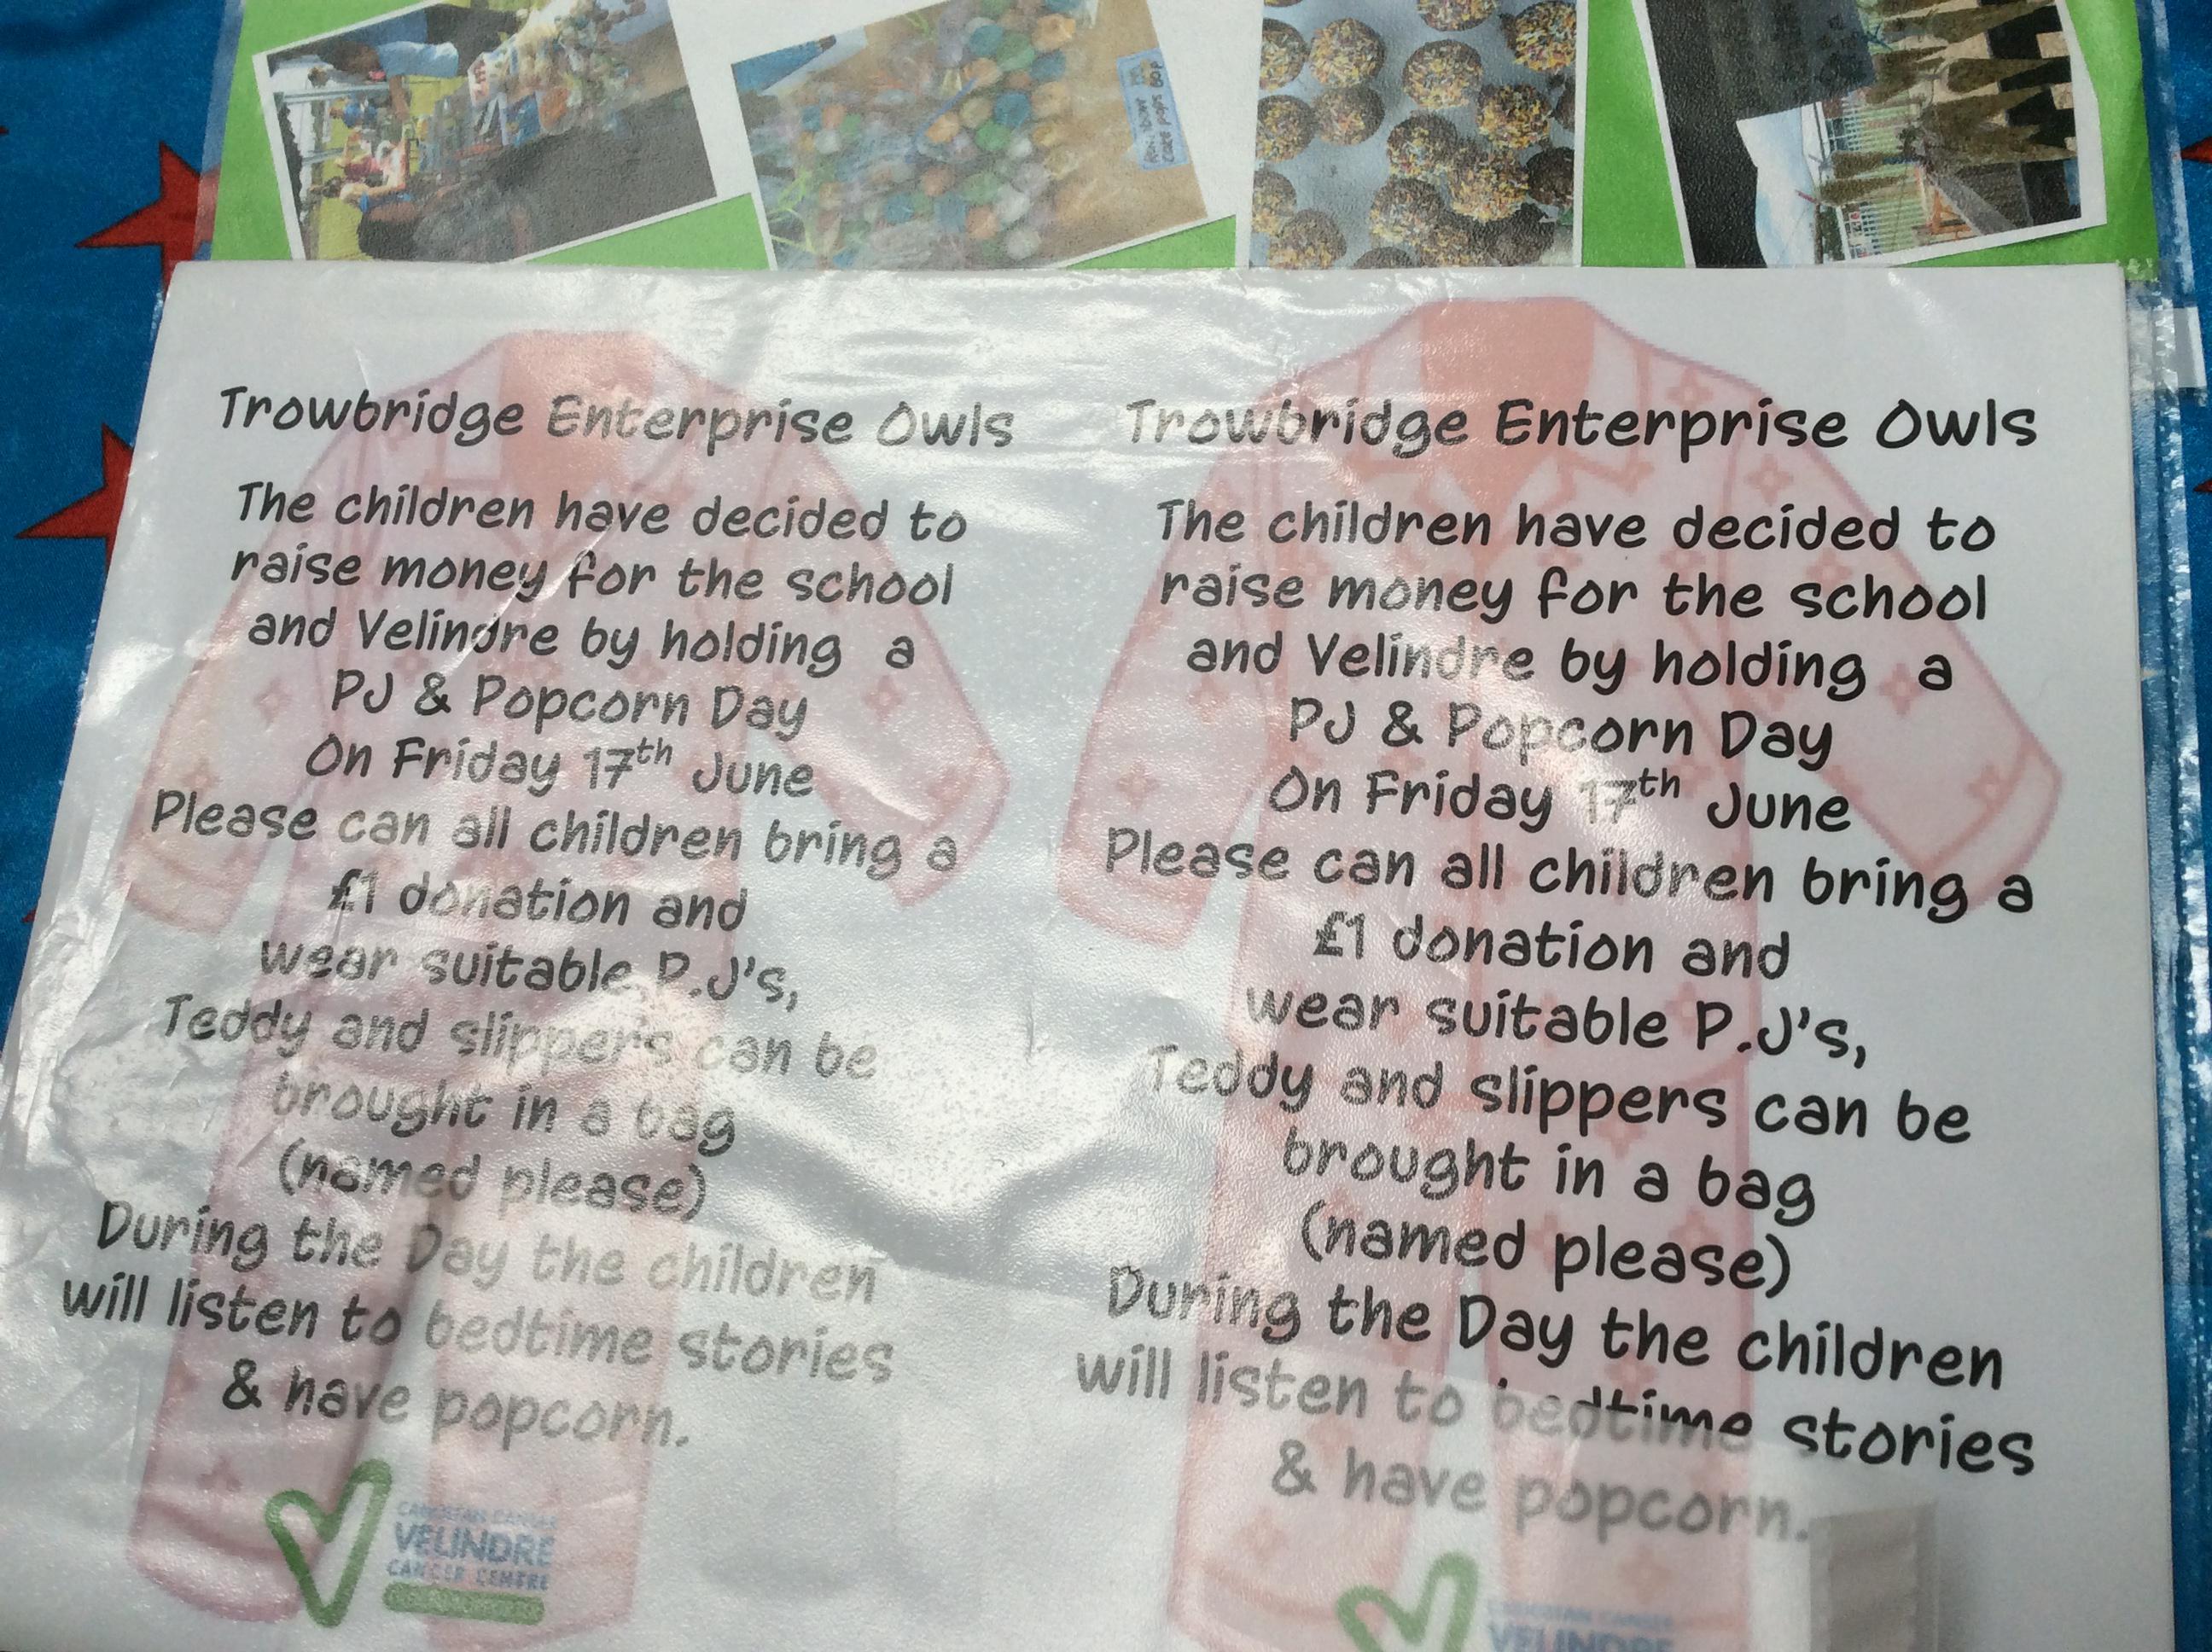 Trowbridge Enterprise Owls
The children have decided to
raise money for the school
and Velindre by holding a
PJ & Popcorn Day
On Friday 17th June
Please can all children bring a
£1 donation and
wear suitable P.J's,
Teddy and slippers can be
brought in a bag
(named please)
During the Day the children
will listen to bedtime stories
& have popcorn.
VELINDRE
CANCER CENTRE
Trowbridge Enterprise Owls
The children have decided to
raise money for the school
and Velindre by holding a
PJ & Popcorn Day
On Friday 17th June
Please can all children bring a
£1 donation and
wear suitable P.J's,
Teddy and slippers can be
brought in a bag
(named please)
During the Day the children
will listen to bedtime stories
& have popcorn.
VELINDRE